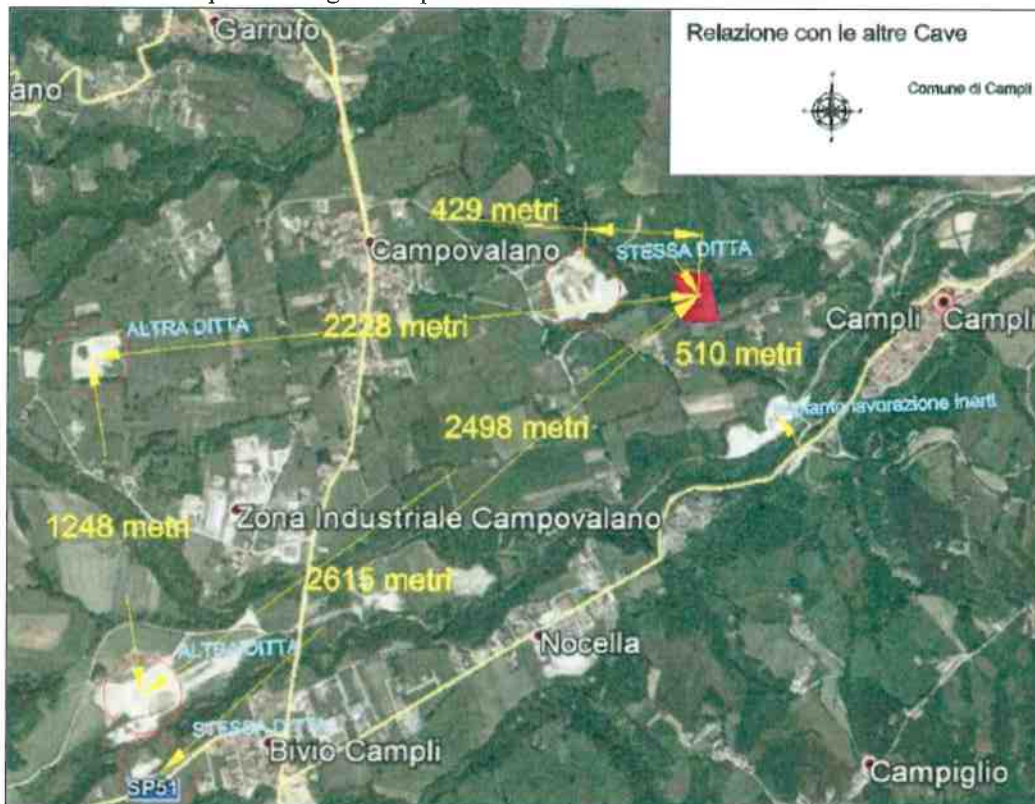 Garrufo
Relazione con le altre Cave
Comune di Campli
ano
429 metri
Campovalano
STESSA DITTA
ALTRA DITTA
2228 metri
Campli
Campli
510 metri
lavorazione inerti
2498 metri
1248 metri
Zona Industriale Campovalano
2615 metri
ALTRA DITTA
Nocella
STESSA DITTA
Bivio Campli
SP51
Campiglio